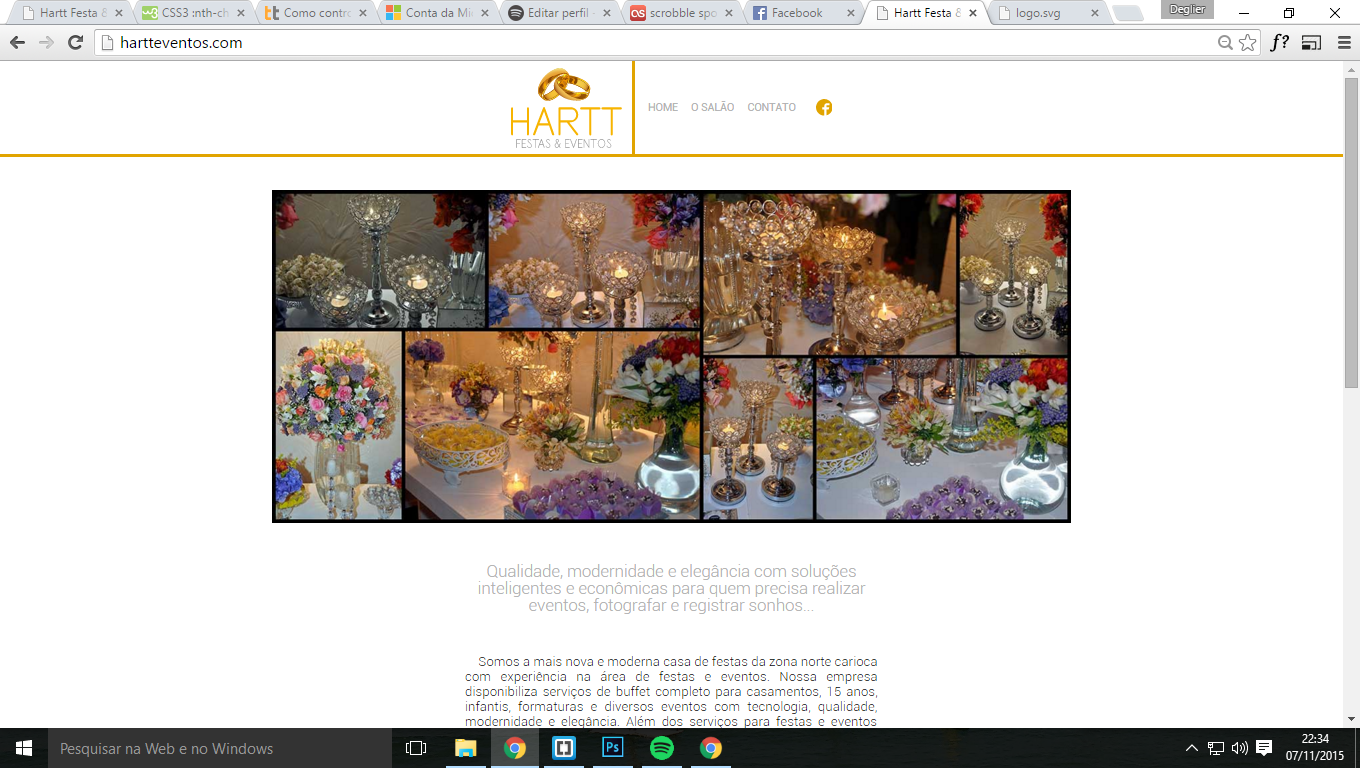 Hartt Festa &
CSS3 :nth-ch
Como contro
Conta da Mi
Editar perfil -
scrobble spo
Facebook
Hartt Festa &
logo.svg
Deglier
hartteventos.com
f?
HARTT
FESTAS & EVENTOS
HOME O SALÃO CONTATO
Qualidade, modernidade e elegância com soluções
inteligentes e econômicas para quem precisa realizar
eventos, fotografar e registrar sonhos...
Somos a mais nova e moderna casa de festas da zona norte carioca
com experiência na área de festas e eventos. Nossa empresa
disponibiliza serviços de buffet completo para casamentos, 15 anos,
infantis, formaturas e diversos eventos com tecnologia, qualidade,
modernidade e elegância. Além dos serviços para festas e eventos
Pesquisar na Web e no Windows
Ps
22:34
07/11/2015